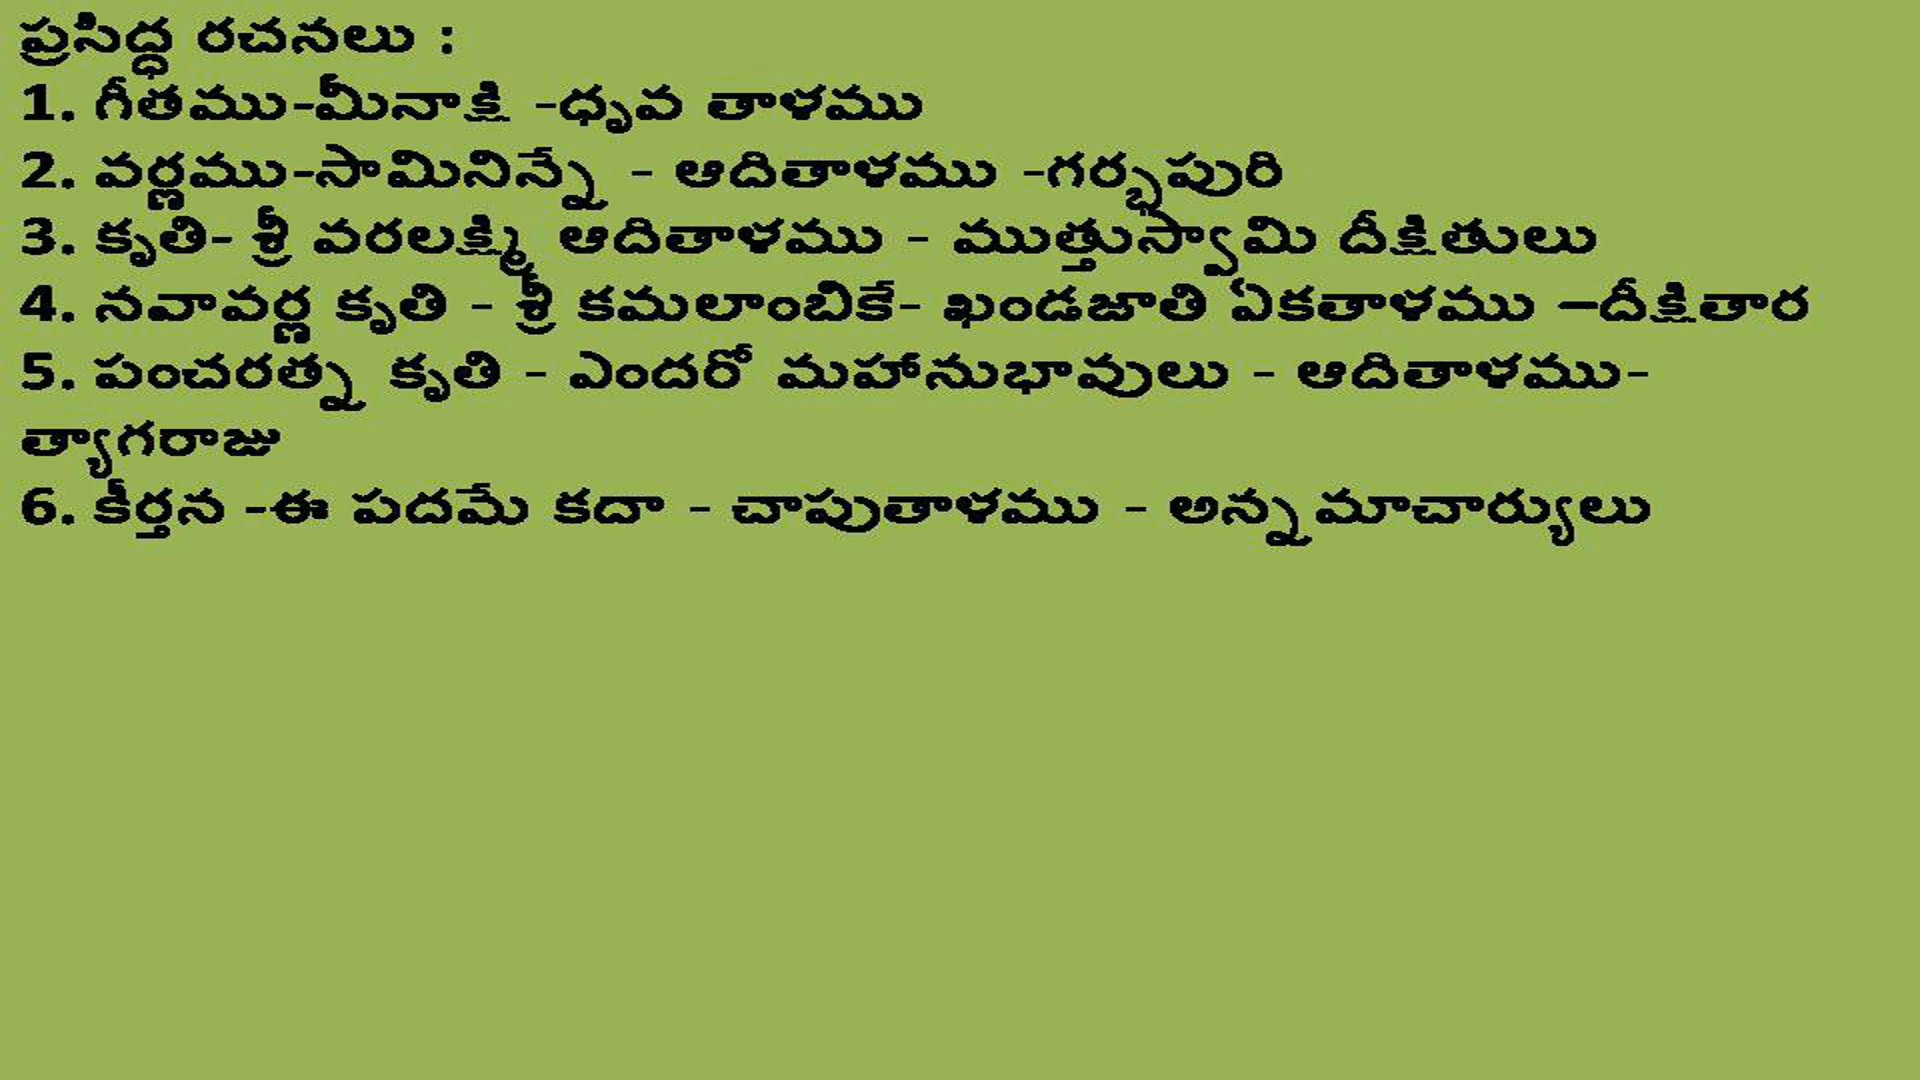 ప్రసిద్ధ రచనలు :
1. గీతము-మీనాక్షి -ధృవ తాళము
2. వర్ణము-సామినిన్నే - ఆదితాళము -గర్భపురి
3. కృతి- శ్రీ వరలక్ష్మి ఆదితాళము - ముత్తుస్వామి దీక్షితులు
4. నవావర్ణ కృతి - శ్రీ కమలాంబికే- ఖండజాతి ఏకతాళము –దీక్షితార
5. పంచరత్న కృతి - ఎందరో మహానుభావులు - ఆదితాళము-
త్యాగరాజు
6. కీర్తన -ఈ పదమే కదా - చాపుతాళము - అన్నమాచార్యులు